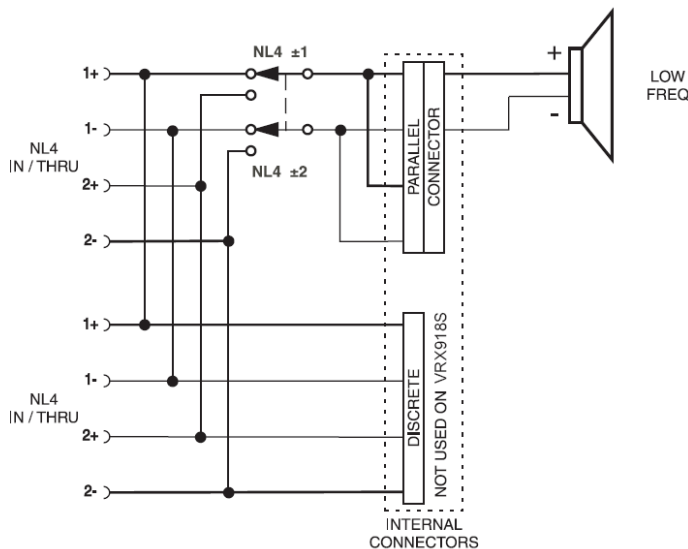 NL4 ±1
1+
1-
NL4
IN / THRU
2+
2-
NL4 ±2
PARALLEL
CONNECTOR
+
-
LOW
FREQ
1+
1-
NL4
IN / THRU
2+
2-
DISCRETE
NOT USED ON VRX918S
INTERNAL
CONNECTORS